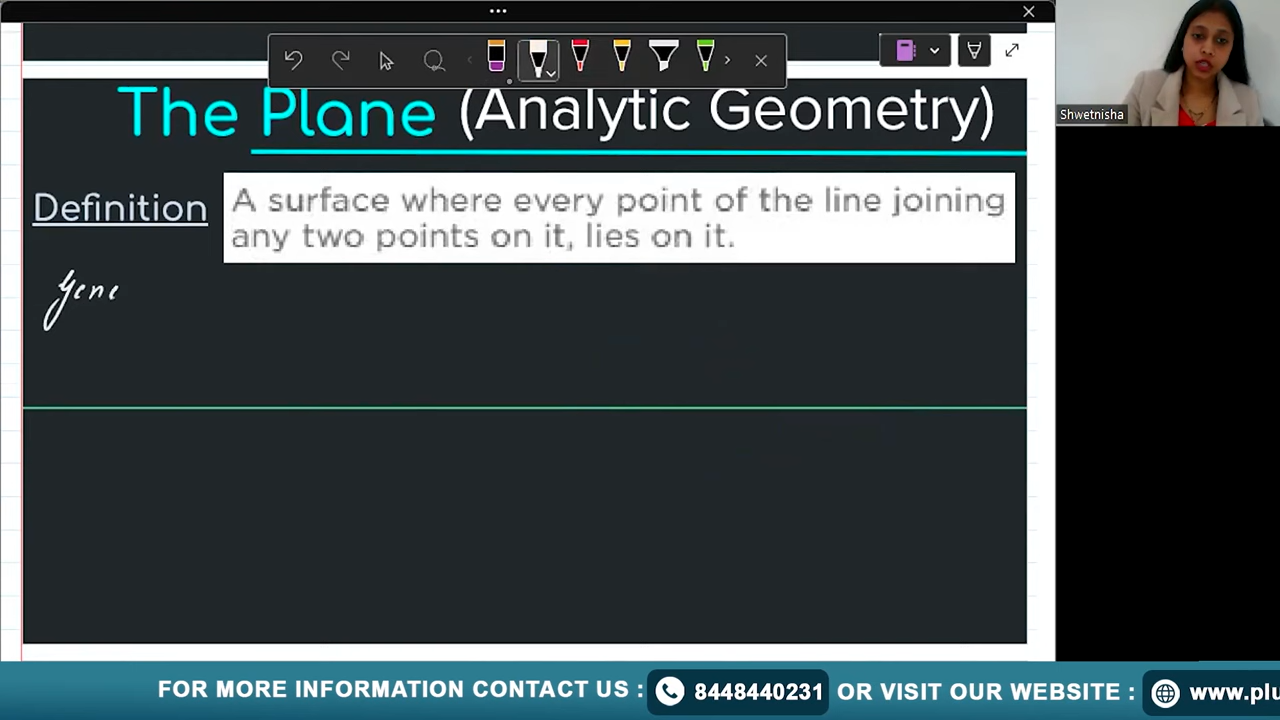 Shwetnisha
The Plane (Analytic Geometry)
Definition
A surface where every point of the line joining
any two points on it, lies on it.
Gene
FOR MORE INFORMATION CONTACT US : 8448440231 OR VISIT OUR WEBSITE : www.plu